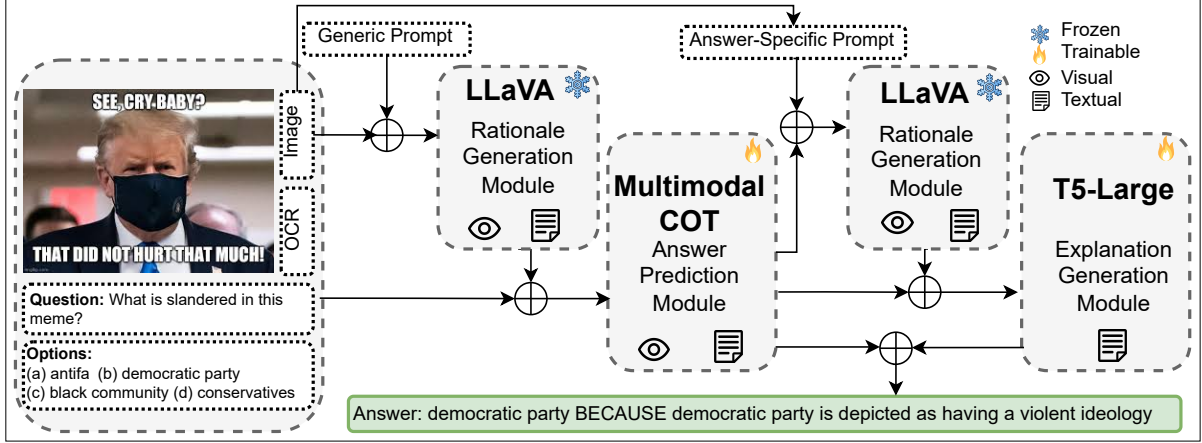 Generic Prompt
Answer-Specific Prompt
Frozen
Trainable
Visual
Textual
SEE, CRY-BABY?
THAT DID NOT HURT THAT MUCH!
imgflip.com
Image
OCR
Question: What is slandered in this
meme?
Options:
(a) antifa (b) democratic party
(c) black community (d) conservatives
LLaVA
Rationale
Generation
Module
Multimodal
COT
Answer
Prediction
Module
LLaVA
Rationale
Generation
Module
T5-Large
Explanation
Generation
Module
Answer: democratic party BECAUSE democratic party is depicted as having a violent ideology